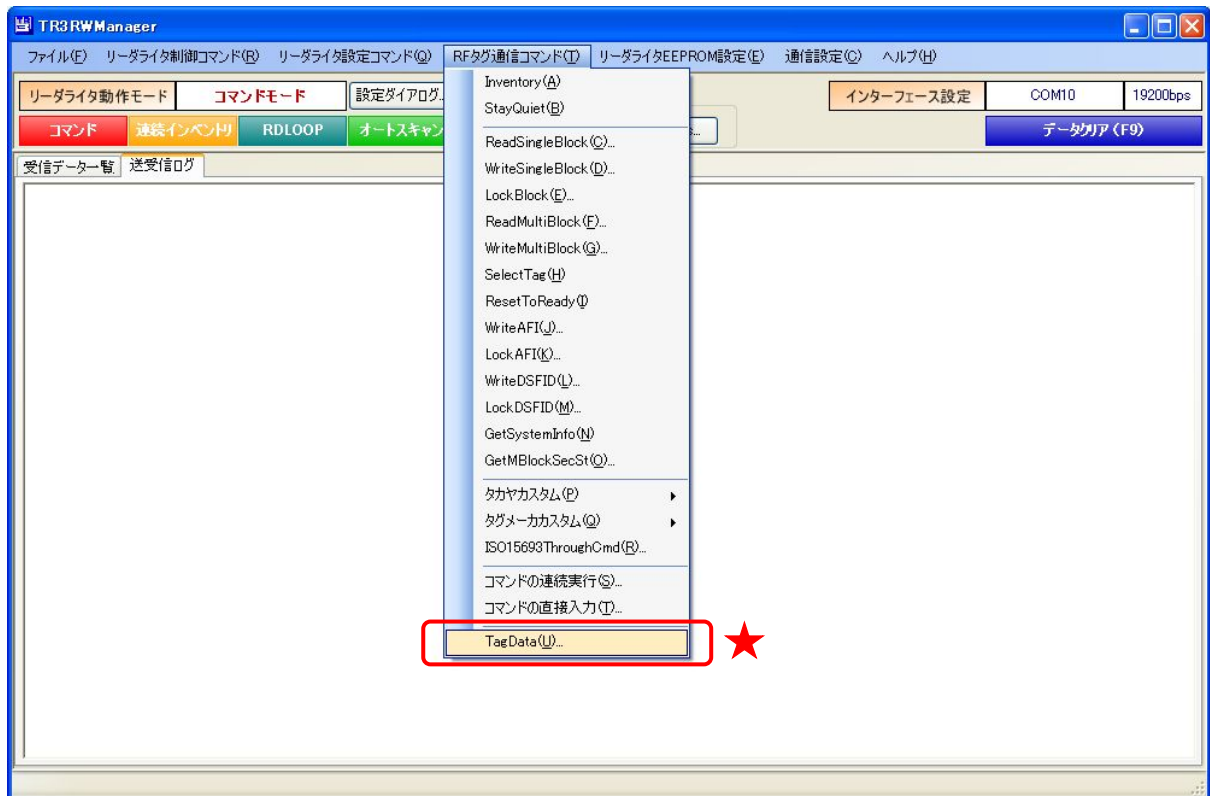 TR3RWManager
ファイル(F) リーダライタ制御コマンド(R) リーダライタ設定コマンド(Q) RFタグ通信コマンド(T) リーダライタEEPROM設定(E) 通信設定(C) ヘルプ(H)
リーダライタ動作モード コマンドモード 設定ダイアログ.. インターフェース設定 COM10 19200bps
コマンド 連続インベントリ RDLOOP オートスキャン データクリア(F9)
受信データ一覧 送受信ログ
Inventory(A)
StayQuiet(B)
ReadSingleBlock(C)...
WriteSingleBlock(D)...
LockBlock(E)...
ReadMultiBlock(F)...
WriteMultiBlock(G)...
SelectTag(H)
ResetToReady(I)
WriteAFI(J)...
LockAFI(K)...
WriteDSFID(L)...
LockDSFID(M)...
GetSystemInfo(N)
GetMBlockSecSt(O)...
タカヤカスタム(P)
タグメーカカスタム(Q)
ISO15693ThroughCmd(R)...
コマンドの連続実行(S)...
コマンドの直接入力(T)...
TagData(U)...
★